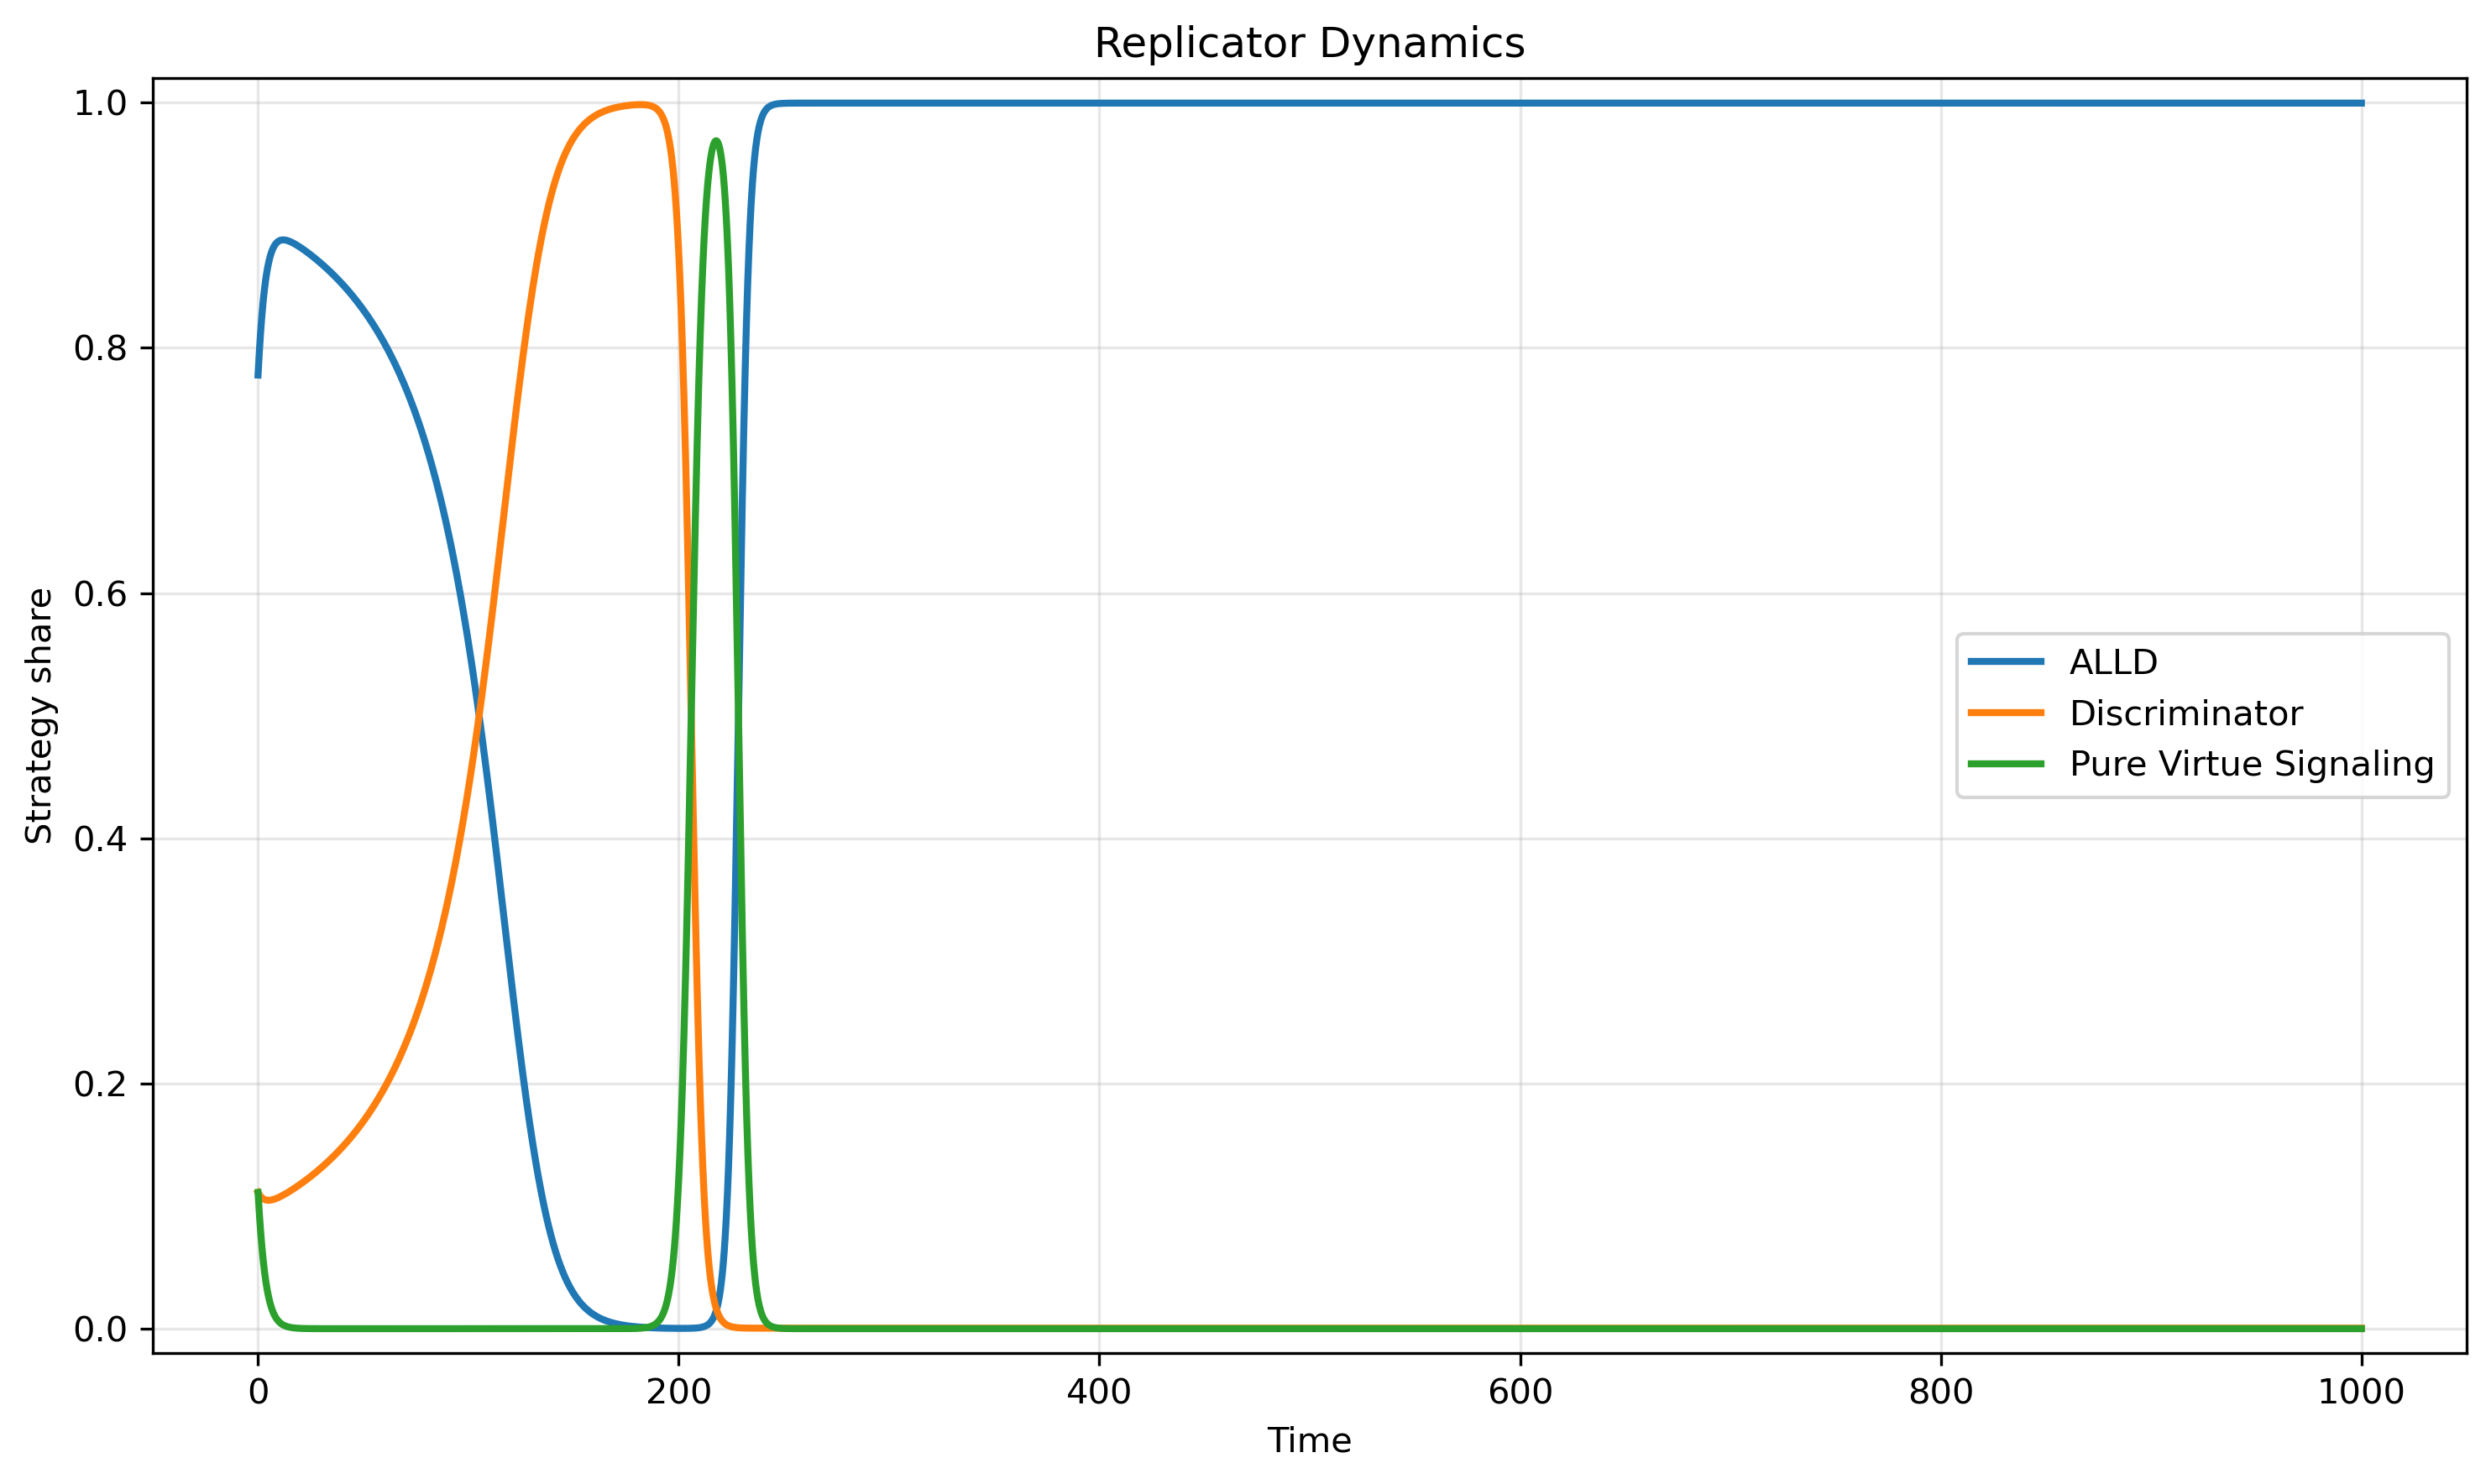 Replicator Dynamics
1.0
0.8
0.6
0.4
0.2
0.0
Strategy share
ALLD
Discriminator
Pure Virtue Signaling
0
200
400
600
800
1000
Time